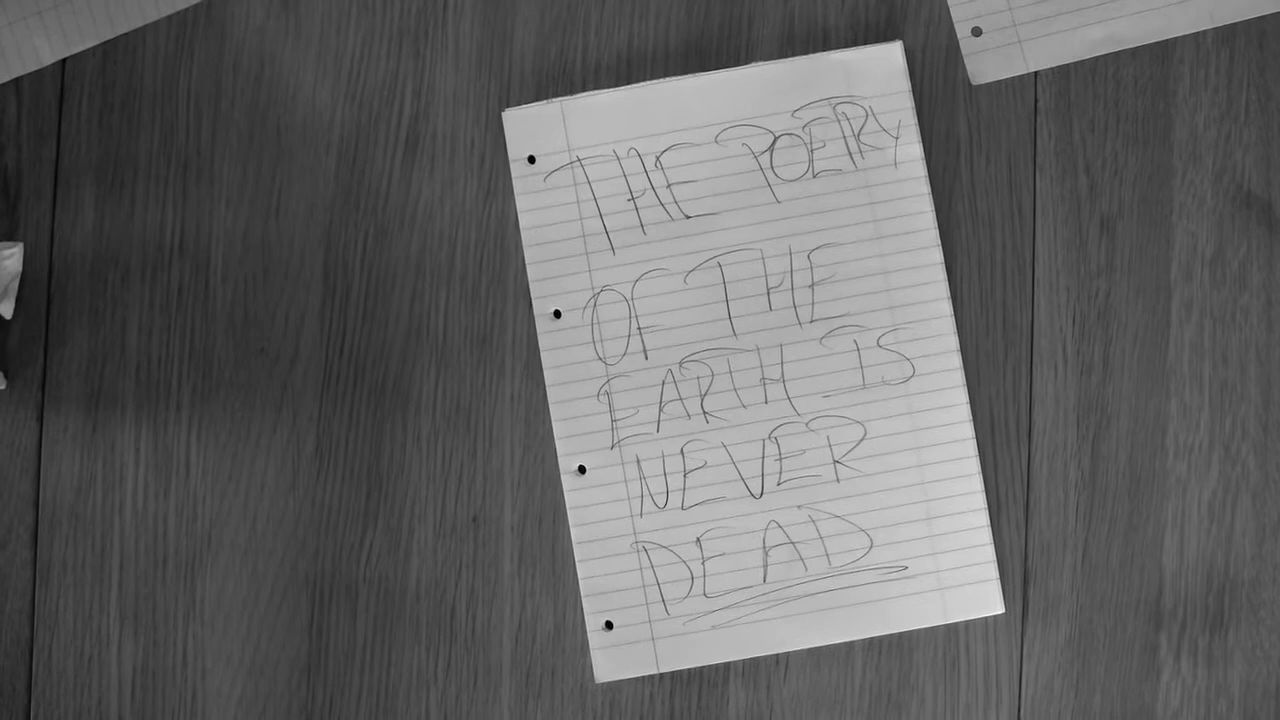 THE POETRY
OF THE
EARTH IS
NEVER
DEAD